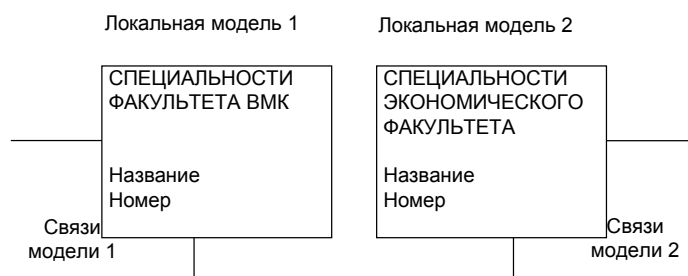 Локальная модель 1
Локальная модель 2
СПЕЦИАЛЬНОСТИ
ФАКУЛЬТЕТА ВМК
Название
Номер
СПЕЦИАЛЬНОСТИ
ЭКОНОМИЧЕСКОГО
ФАКУЛЬТЕТА
Название
Номер
Связи
модели 1
Связи
модели 2